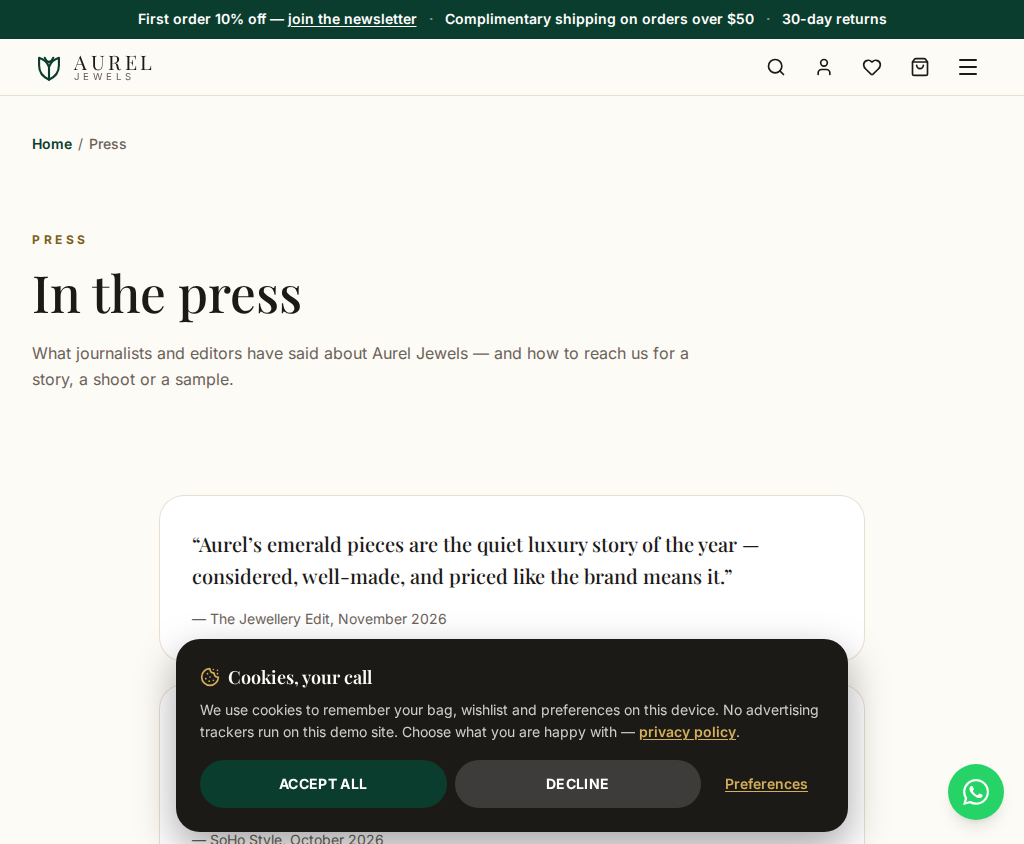 First order 10% off — join the newsletter · Complimentary shipping on orders over $50 · 30-day returns
AUREL
JEWELS
Home / Press
PRESS
In the press
What journalists and editors have said about Aurel Jewels — and how to reach us for a
story, a shoot or a sample.
“Aurel’s emerald pieces are the quiet luxury story of the year —
considered, well-made, and priced like the brand means it.”
— The Jewellery Edit, November 2026
Cookies, your call
We use cookies to remember your bag, wishlist and preferences on this device. No advertising
trackers run on this demo site. Choose what you are happy with — privacy policy.
ACCEPT ALL DECLINE Preferences
— SoHo Style, October 2026